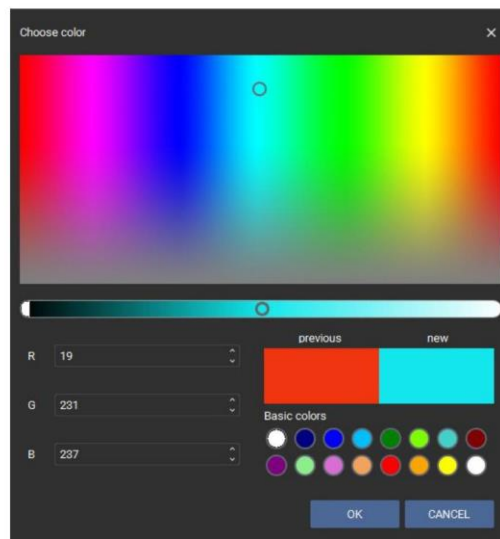 Choose color
previous new
R 19
G 231
Basic colors
B 237
OK CANCEL